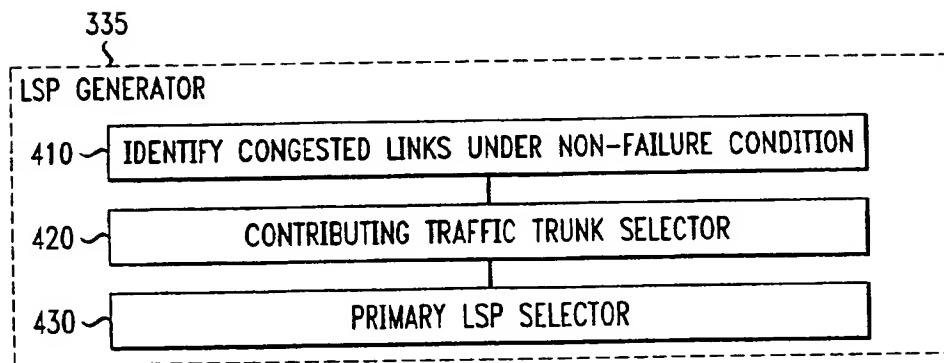 335
LSP GENERATOR
410 IDENTIFY CONGESTED LINKS UNDER NON-FAILURE CONDITION
420 CONTRIBUTING TRAFFIC TRUNK SELECTOR
430 PRIMARY LSP SELECTOR